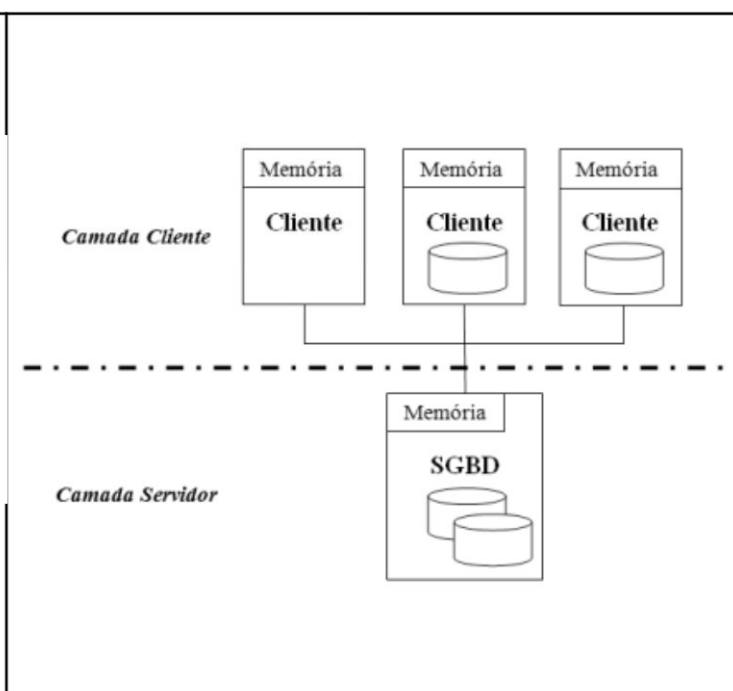 Memória
Memória
Memória
Cliente
Cliente
Cliente
Camada Cliente
Memória
SGBD
Camada Servidor